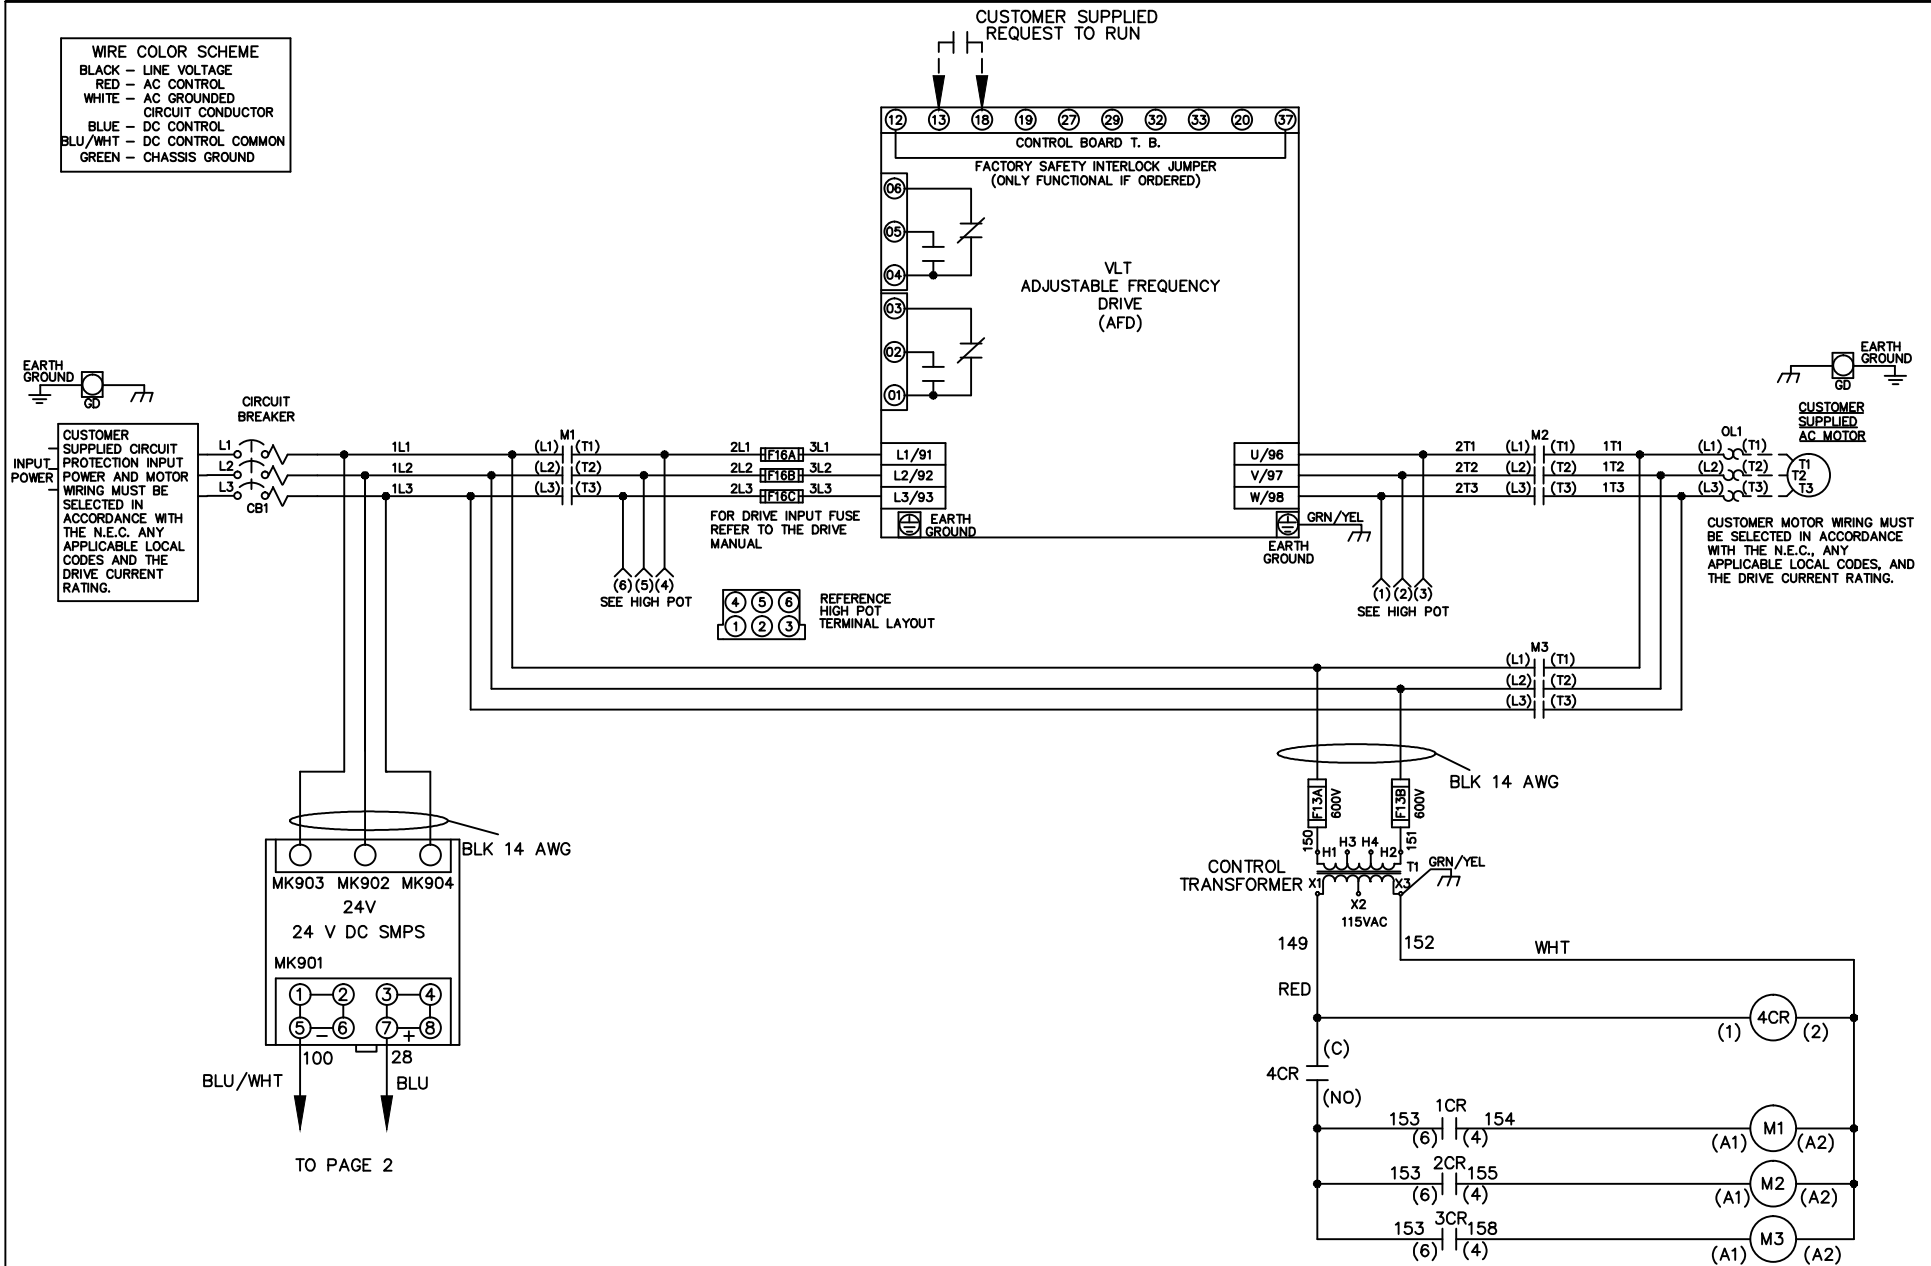 CUSTOMER SUPPLIED
REQUEST TO RUN
WIRE COLOR SCHEME
BLACK – LINE VOLTAGE
RED – AC CONTROL
WHITE – AC GROUNDED
CIRCUIT CONDUCTOR
BLUE – DC CONTROL
BLU/WHT – DC CONTROL COMMON
GREEN – CHASSIS GROUND
12 13 18 19 27 29 32 33 20 37
CONTROL BOARD T. B.
FACTORY SAFETY INTERLOCK JUMPER
(ONLY FUNCTIONAL IF ORDERED)
06
05
04
03
02
01
VLT
ADJUSTABLE FREQUENCY
DRIVE
(AFD)
EARTH
GROUND
GD
CIRCUIT
BREAKER
INPUT
POWER
CUSTOMER
SUPPLIED CIRCUIT
PROTECTION INPUT
POWER AND MOTOR
WIRING MUST BE
SELECTED IN
ACCORDANCE WITH
THE N.E.C. ANY
APPLICABLE LOCAL
CODES AND THE
DRIVE CURRENT
RATING.
L1
L2
L3
CB1
1L1
1L2
1L3
M1
(L1) (T1)
(L2) (T2)
(L3) (T3)
2L1 F16A 3L1
2L2 F16B 3L2
2L3 F16C 3L3
FOR DRIVE INPUT FUSE
REFER TO THE DRIVE
MANUAL
(6) (5) (4)
SEE HIGH POT
4 5 6
1 2 3
REFERENCE
HIGH POT
TERMINAL LAYOUT
L1/91
L2/92
L3/93
EARTH
GROUND
U/96
V/97
W/98
GRN/YEL
EARTH
GROUND
(1) (2) (3)
SEE HIGH POT
2T1
2T2
2T3
M2
(L1) (T1)
(L2) (T2)
(L3) (T3)
1T1
1T2
1T3
OL1
(L1) (T1)
(L2) (T2)
(L3) (T3)
EARTH
GROUND
GD
CUSTOMER
SUPPLIED
AC MOTOR
T1
T2
T3
CUSTOMER MOTOR WIRING MUST
BE SELECTED IN ACCORDANCE
WITH THE N.E.C., ANY
APPLICABLE LOCAL CODES, AND
THE DRIVE CURRENT RATING.
M3
(L1) (T1)
(L2) (T2)
(L3) (T3)
BLK 14 AWG
MK903 MK902 MK904
24V
24 V DC SMPS
MK901
1 2 3 4
5 – 6 7 + 8
100 28
BLU/WHT BLU
TO PAGE 2
BLK 14 AWG
F13A 600V
F13B 600V
150
151
H1 H3 H4 H2
T1
GRN/YEL
CONTROL
TRANSFORMER
X1 X3
X2
115VAC
149 152
WHT
RED
(1) 4CR (2)
(C)
4CR
(NO)
1CR
153 154
(6) (4)
(A1) M1 (A2)
2CR
153 155
(6) (4)
(A1) M2 (A2)
3CR
153 158
(6) (4)
(A1) M3 (A2)